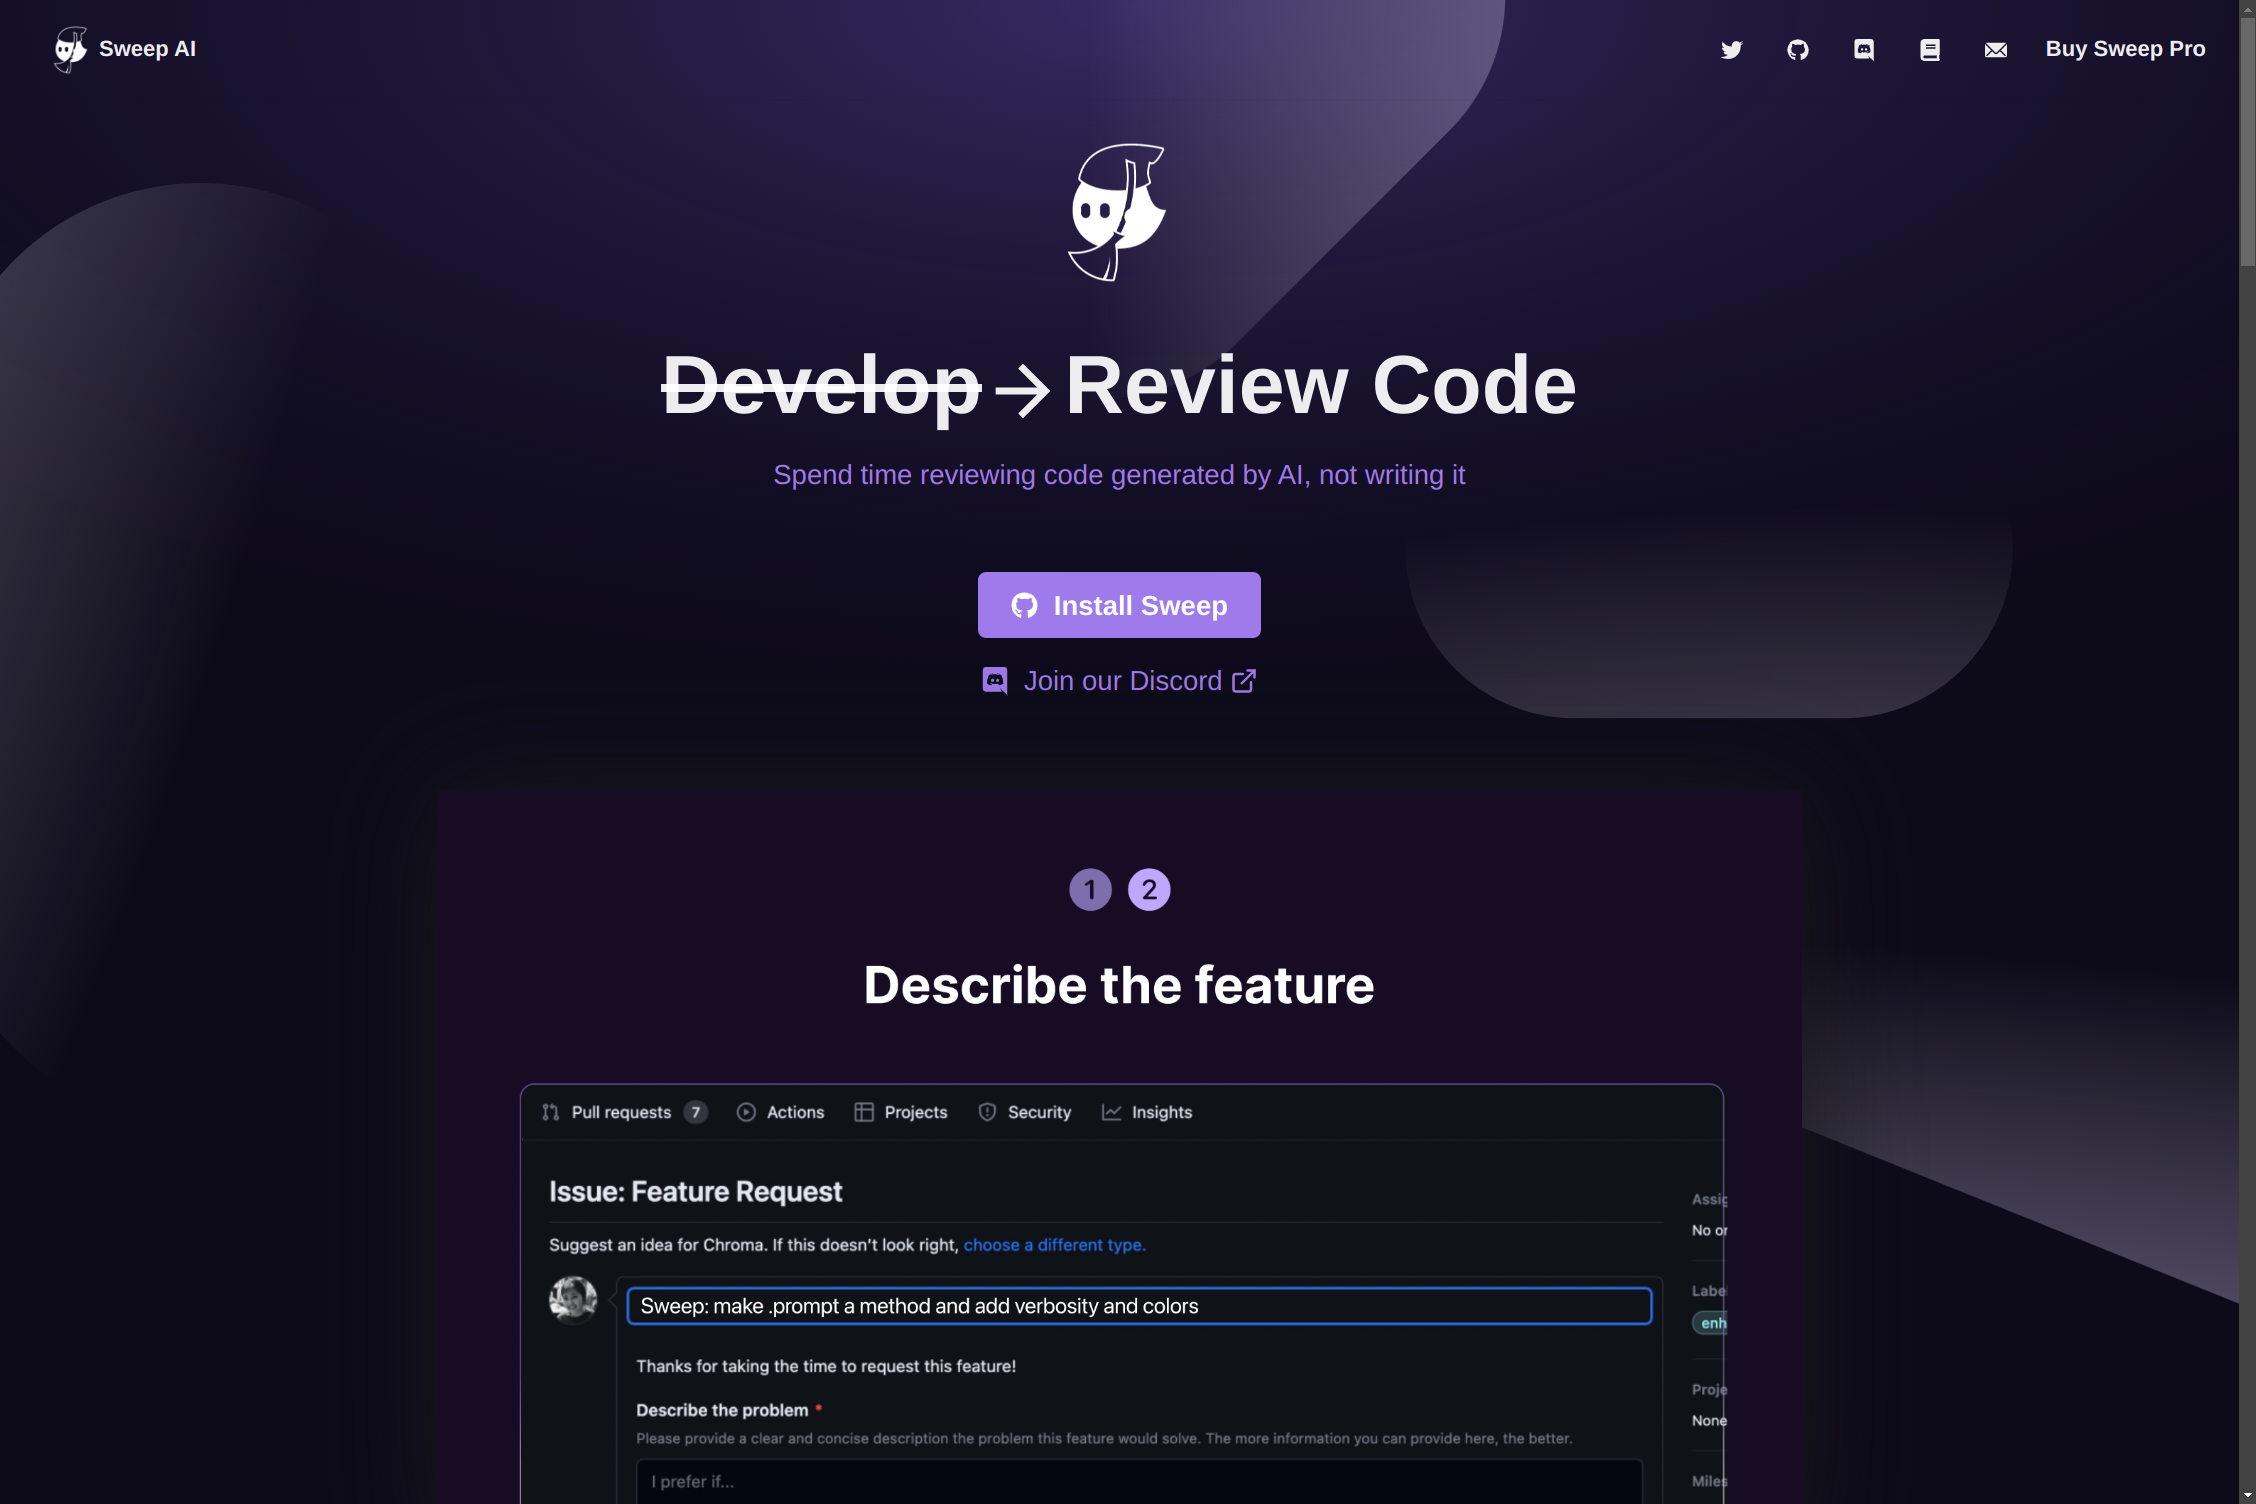 Sweep AI
Buy Sweep Pro
Develop → Review Code
Spend time reviewing code generated by AI, not writing it
Install Sweep
Join our Discord
1 2
Describe the feature
Pull requests 7 Actions Projects Security Insights
Issue: Feature Request
Assig
Suggest an idea for Chroma. If this doesn't look right, choose a different type.
No or
Labe
Sweep: make .prompt a method and add verbosity and colors
enh
Thanks for taking the time to request this feature!
Proje
Describe the problem *
None
Please provide a clear and concise description the problem this feature would solve. The more information you can provide here, the better.
I prefer if...
Miles